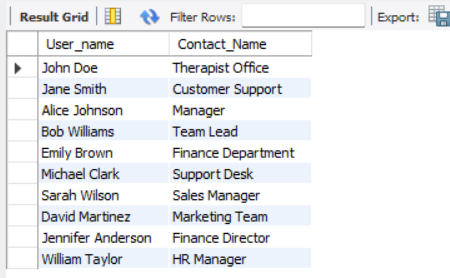 Result Grid Filter Rows: Export:
User_name Contact_Name
John Doe Therapist Office
Jane Smith Customer Support
Alice Johnson Manager
Bob Williams Team Lead
Emily Brown Finance Department
Michael Clark Support Desk
Sarah Wilson Sales Manager
David Martinez Marketing Team
Jennifer Anderson Finance Director
William Taylor HR Manager